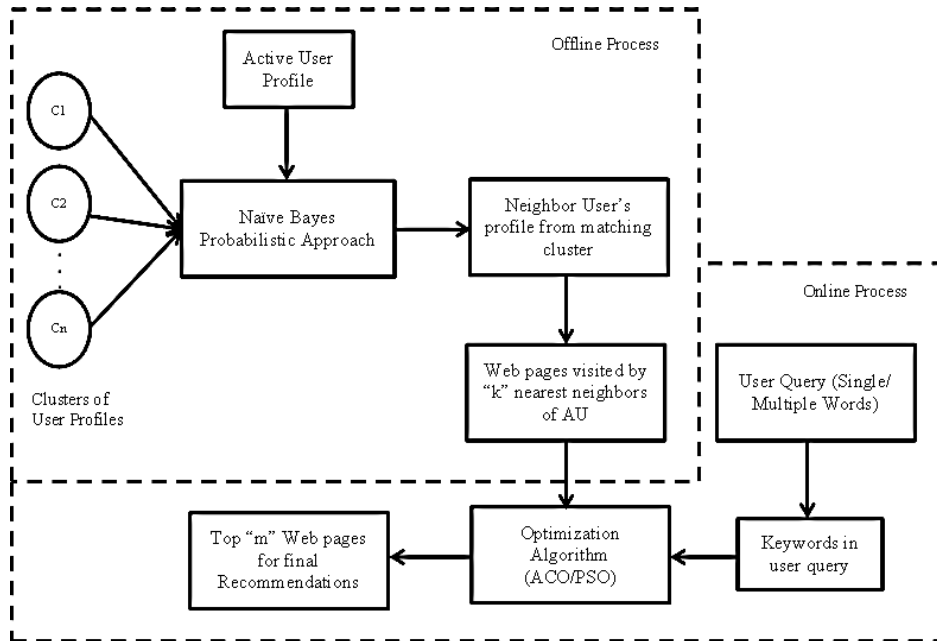 Offline Process
Active User
Profile
C1
C2
Cn
Clusters of
User Profiles
Naïve Bayes
Probabilistic Approach
Neighbor User's
profile from matching
cluster
Web pages visited by
“k” nearest neighbors
of AU
Online Process
User Query (Single/
Multiple Words)
Keywords in
user query
Optimization
Algorithm
(ACO/PSO)
Top “m” Web pages
for final
Recommendations